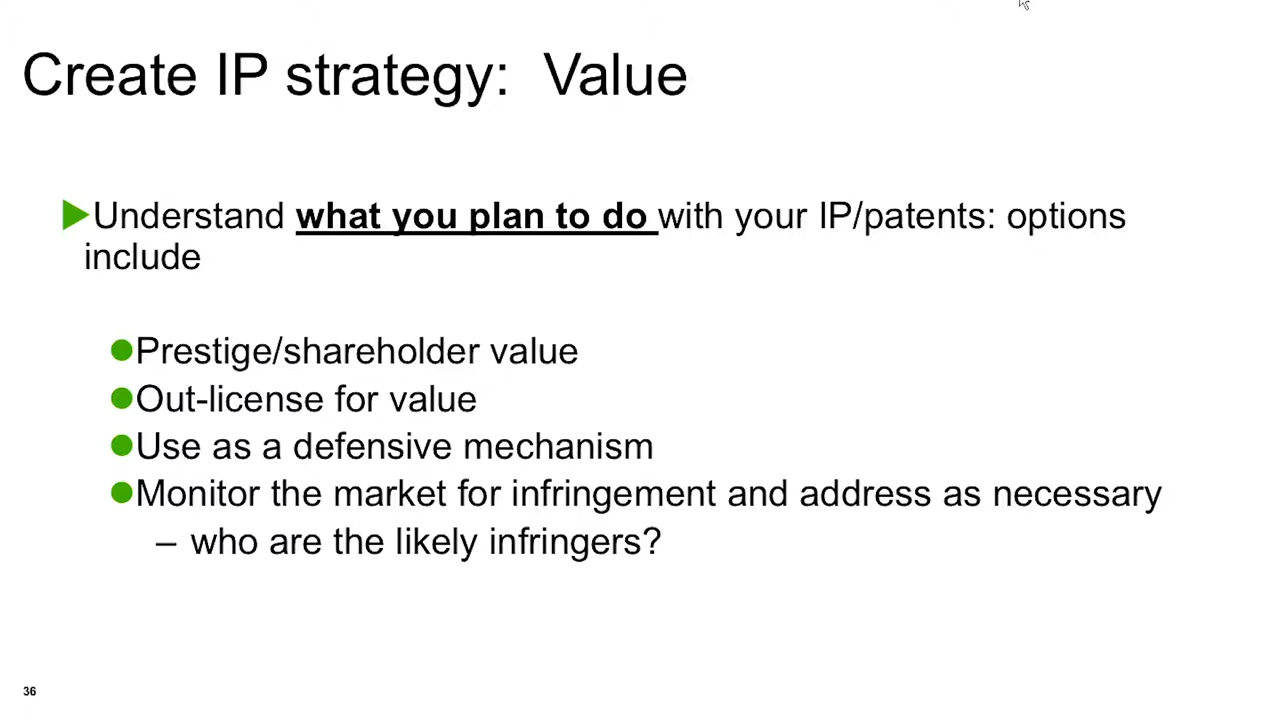 Create IP strategy: Value
Understand what you plan to do with your IP/patents: options
include
Prestige/shareholder value
Out-license for value
Use as a defensive mechanism
Monitor the market for infringement and address as necessary
– who are the likely infringers?
36